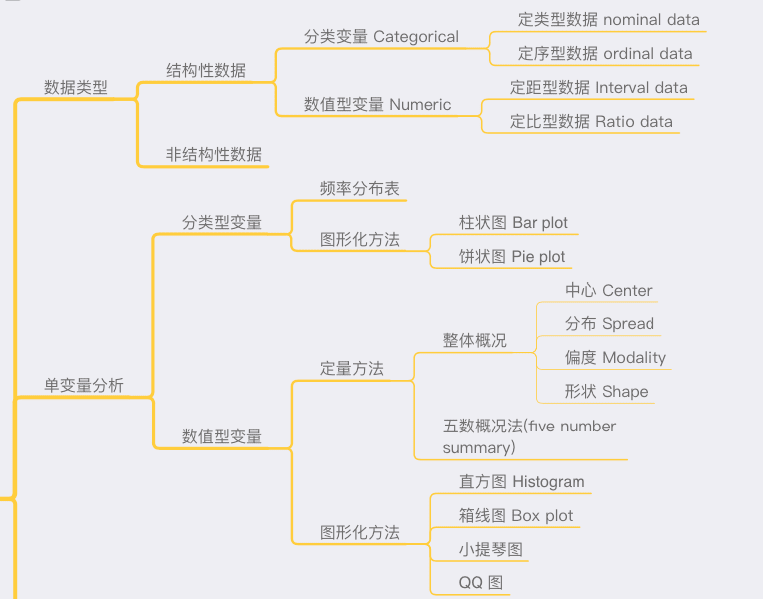 数据类型
结构性数据
分类变量 Categorical
定类型数据 nominal data
定序型数据 ordinal data
数值型变量 Numeric
定距型数据 Interval data
定比型数据 Ratio data
非结构性数据
单变量分析
分类型变量
频率分布表
图形化方法
柱状图 Bar plot
饼状图 Pie plot
数值型变量
定量方法
整体概况
中心 Center
分布 Spread
偏度 Modality
形状 Shape
五数概况法(five number
summary)
图形化方法
直方图 Histogram
箱线图 Box plot
小提琴图
QQ 图